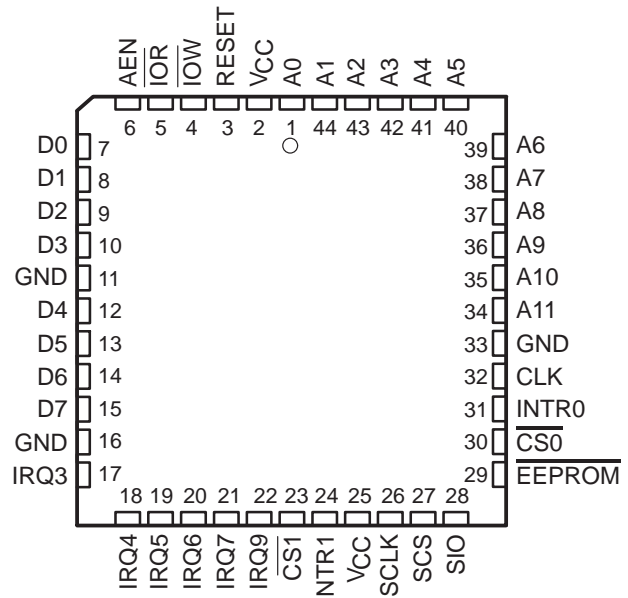 AEN IOR IOW RESET VCC A0 A1 A2 A3 A4 A5
6 5 4 3 2 1 44 43 42 41 40
D0 7 39 A6
D1 8 38 A7
D2 9 37 A8
D3 10 36 A9
GND 11 35 A10
D4 12 34 A11
D5 13 33 GND
D6 14 32 CLK
D7 15 31 INTR0
GND 16 30 CS0
IRQ3 17 29 EEPROM
18 19 20 21 22 23 24 25 26 27 28
IRQ4 IRQ5 IRQ6 IRQ7 IRQ9 CS1 NTR1 VCC SCLK SCS SIO